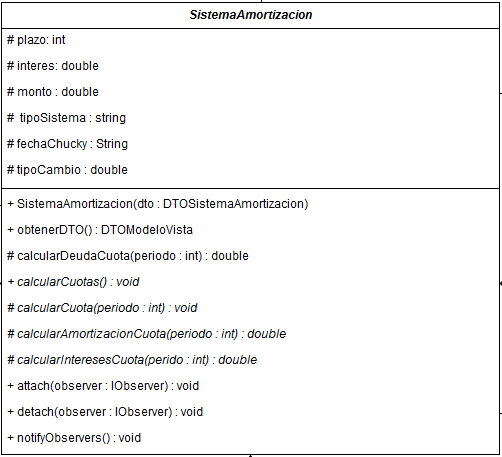 SistemaAmortizacion
# plazo: int
# interes: double
# monto : double
# tipoSistema : string
# fechaChucky : String
# tipoCambio : double
+ SistemaAmortizacion(dto : DTOSistemaAmortizacion)
+ obtenerDTO() : DTOModeloVista
# calcularDeudaCuota(periodo : int) : double
+ calcularCuotas() : void
# calcularCuota(periodo : int) : void
# calcularAmortizacionCuota(periodo : int) : double
# calcularInteresesCuota(perido : int) : double
+ attach(observer : IObserver) : void
+ detach(observer : IObserver) : void
+ notifyObservers() : void